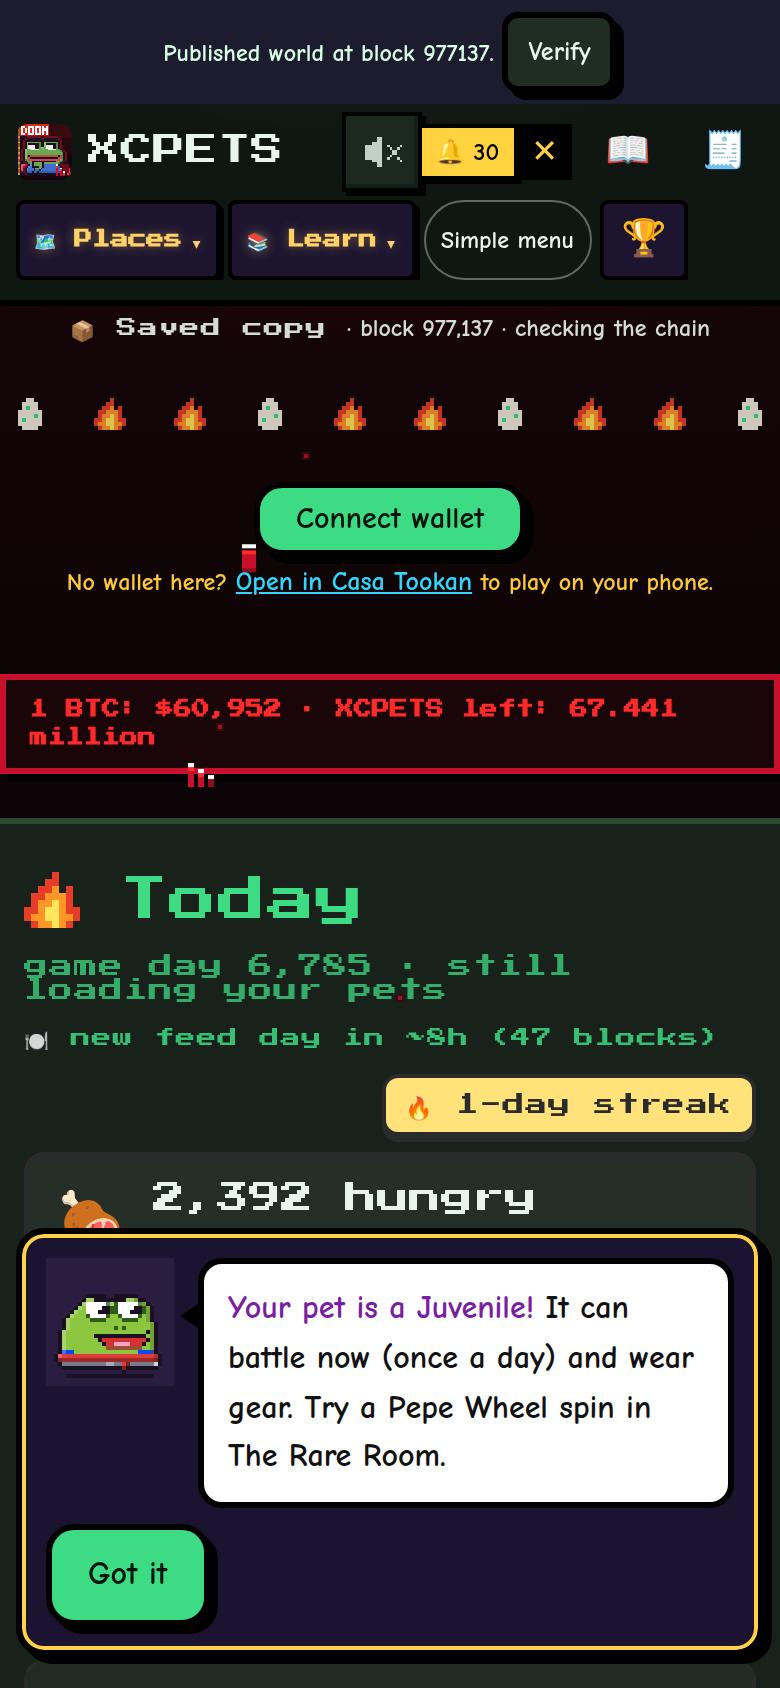 Published world at block 977137. Verify
DOOM
XCPETS
🔔 30 ✕
🗺️ Places ▾ 📚 Learn ▾ Simple menu
📦 Saved copy · block 977,137 · checking the chain
Connect wallet
No wallet here? Open in Casa Tookan to play on your phone.
1 BTC: $60,952 · XCPETS left: 67.441
million
Today
game day 6,785 · still
loading your pets
🍽️ new feed day in ~8h (47 blocks)
🔥 1-day streak
2,392 hungry
Your pet is a Juvenile! It can
battle now (once a day) and wear
gear. Try a Pepe Wheel spin in
The Rare Room.
Got it